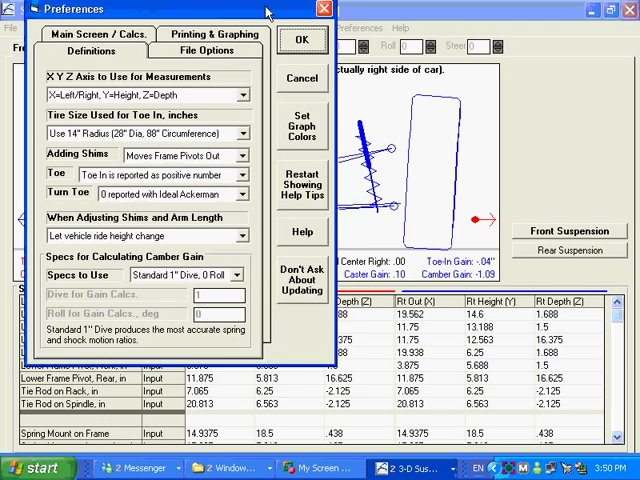 Preferences
Main Screen / Calcs.
Printing & Graphing
Definitions
File Options
X Y Z Axis to Use for Measurements
X=Left/Right, Y=Height, Z=Depth
Tire Size Used for Toe In, inches
Use 14" Radius (28" Dia, 88" Circumference)
Adding Shims
Moves Frame Pivots Out
Toe
Toe In is reported as positive number
Turn Toe
0 reported with Ideal Ackerman
When Adjusting Shims and Arm Length
Let vehicle ride height change
Specs for Calculating Camber Gain
Specs to Use
Standard 1" Dive, 0 Roll
Dive for Gain Calcs.
1
Roll for Gain Calcs., deg
0
Standard 1" Dive produces the most accurate spring
and shock motion ratios.
OK
Cancel
Set
Graph
Colors
Restart
Showing
Help Tips
Help
Don't Ask
About
Updating
File
Preferences Help
0 Roll 0 Steer 0
ctually right side of car).
d Center Right: .00 Toe-In Gain: -.04"
Caster Gain: .10 Camber Gain: -1.09
Front Suspension
Rear Suspension
Depth (Z) Rt Out (X) Rt Height (Y) Rt Depth (Z)
.688 19.562 14.6 1.688
11.75 13.188 1.5
11.75 12.563 16.375
.688 19.938 6.25 1.688
3.875 5.688 1.5
Lower Frame Pivot, Rear, in Input 11.875 5.813 16.625 11.875 5.813 16.625
Tie Rod on Rack, in Input 7.065 6.25 -2.125 7.065 6.25 -2.125
Tie Rod on Spindle, in Input 20.813 6.563 -2.125 20.813 6.563 -2.125
Spring Mount on Frame Input 14.9375 18.5 .438 14.9375 18.5 .438
start
2 Messenger
2 Window...
My Screen ...
2 3-D Sus...
EN
3:50 PM